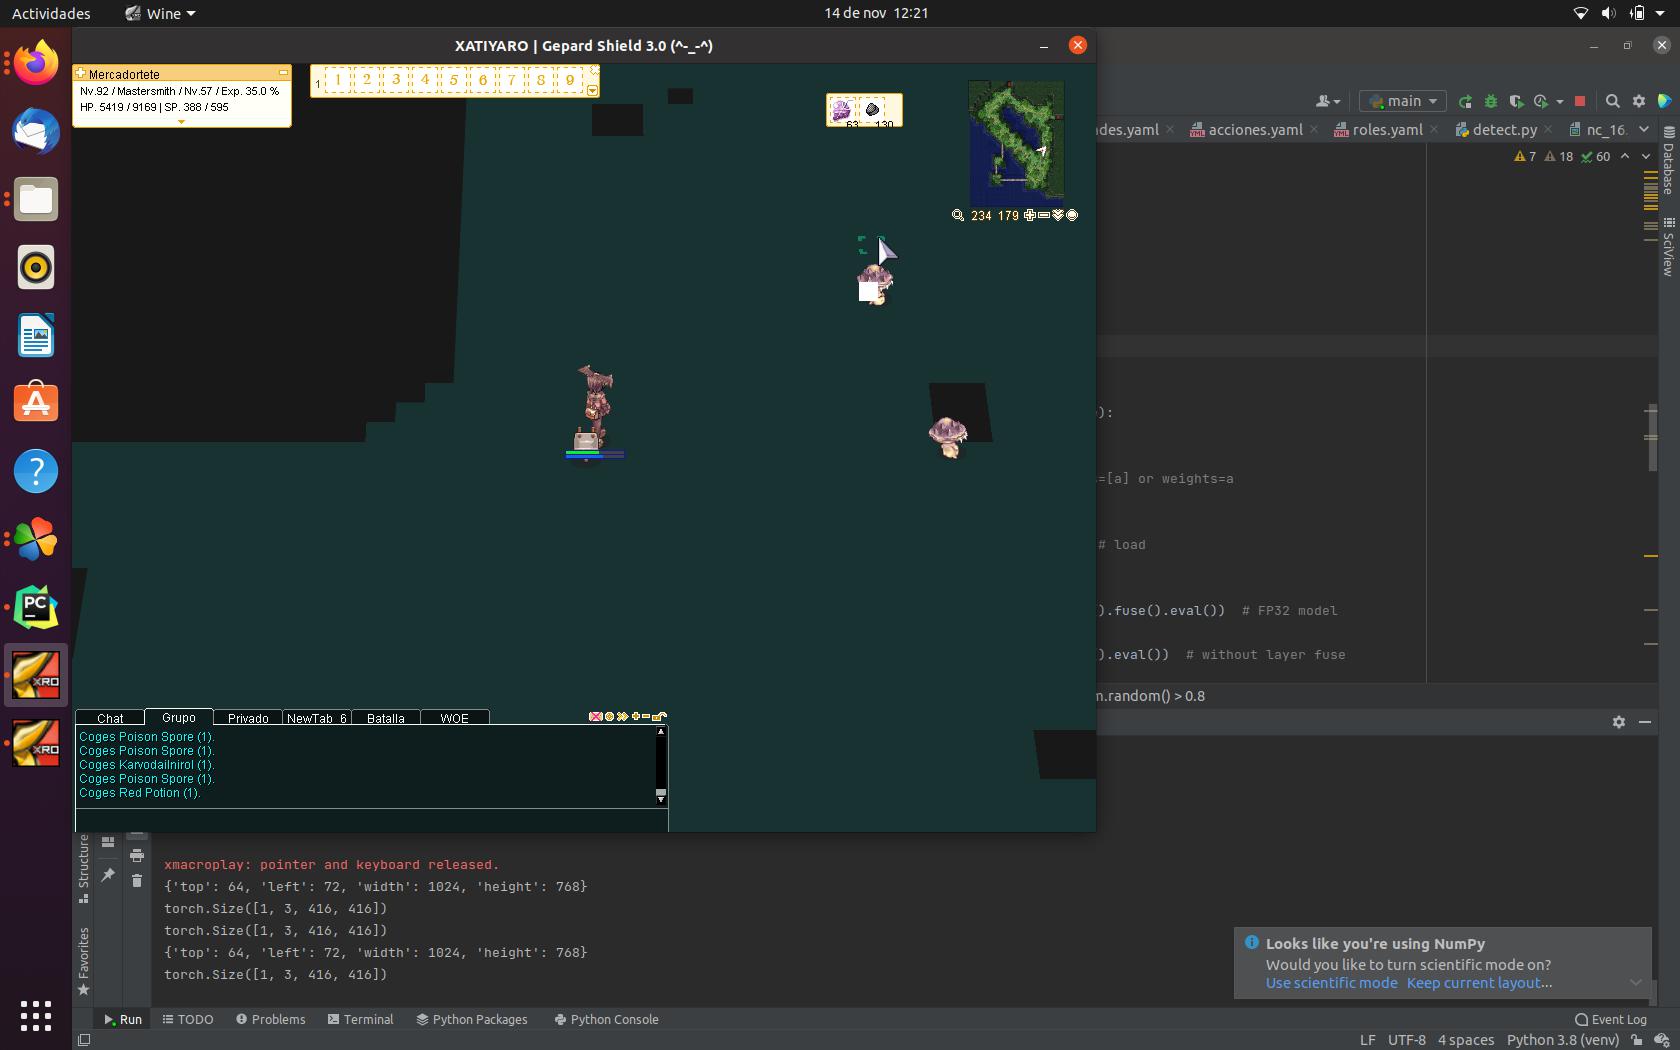 Actividades
Wine
14 de nov  12:21
XATIYARO | Gepard Shield 3.0 (^-_-^)
Mercadortete
Nv.92 / Mastersmith / Nv.57 / Exp. 35.0 %
HP. 5419 / 9169 | SP. 388 / 595
1 1 2 3 4 5 6 7 8 9
63 130
234 179
main
des.yaml
acciones.yaml
roles.yaml
detect.py
nc_16.
7 18 60
Database
SciView
):
=[a] or weights=a
# load
).fuse().eval())  # FP32 model
).eval())  # without layer fuse
m.random() > 0.8
PC
XRO
XRO
Chat Grupo Privado NewTab_6 Batalla WOE
Coges Poison Spore (1).
Coges Poison Spore (1).
Coges Karvodailnirol (1).
Coges Poison Spore (1).
Coges Red Potion (1).
Structure
Favorites
xmacroplay: pointer and keyboard released.
{'top': 64, 'left': 72, 'width': 1024, 'height': 768}
torch.Size([1, 3, 416, 416])
torch.Size([1, 3, 416, 416])
{'top': 64, 'left': 72, 'width': 1024, 'height': 768}
torch.Size([1, 3, 416, 416])
Looks like you're using NumPy
Would you like to turn scientific mode on?
Use scientific mode  Keep current layout...
Run TODO Problems Terminal Python Packages Python Console Event Log
LF UTF-8 4 spaces Python 3.8 (venv)